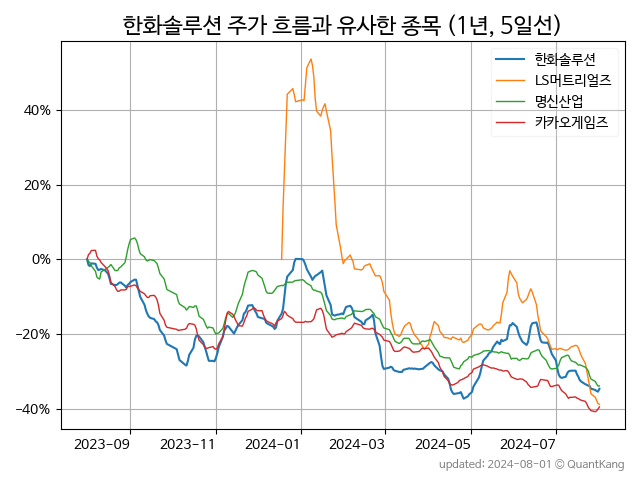 한화솔루션 주가 흐름과 유사한 종목 (1년, 5일선)
한화솔루션
LS머트리얼즈
명신산업
카카오게임즈
40%
20%
0%
−20%
−40%
2023-09
2023-11
2024-01
2024-03
2024-05
2024-07
updated: 2024-08-01 © QuantKang